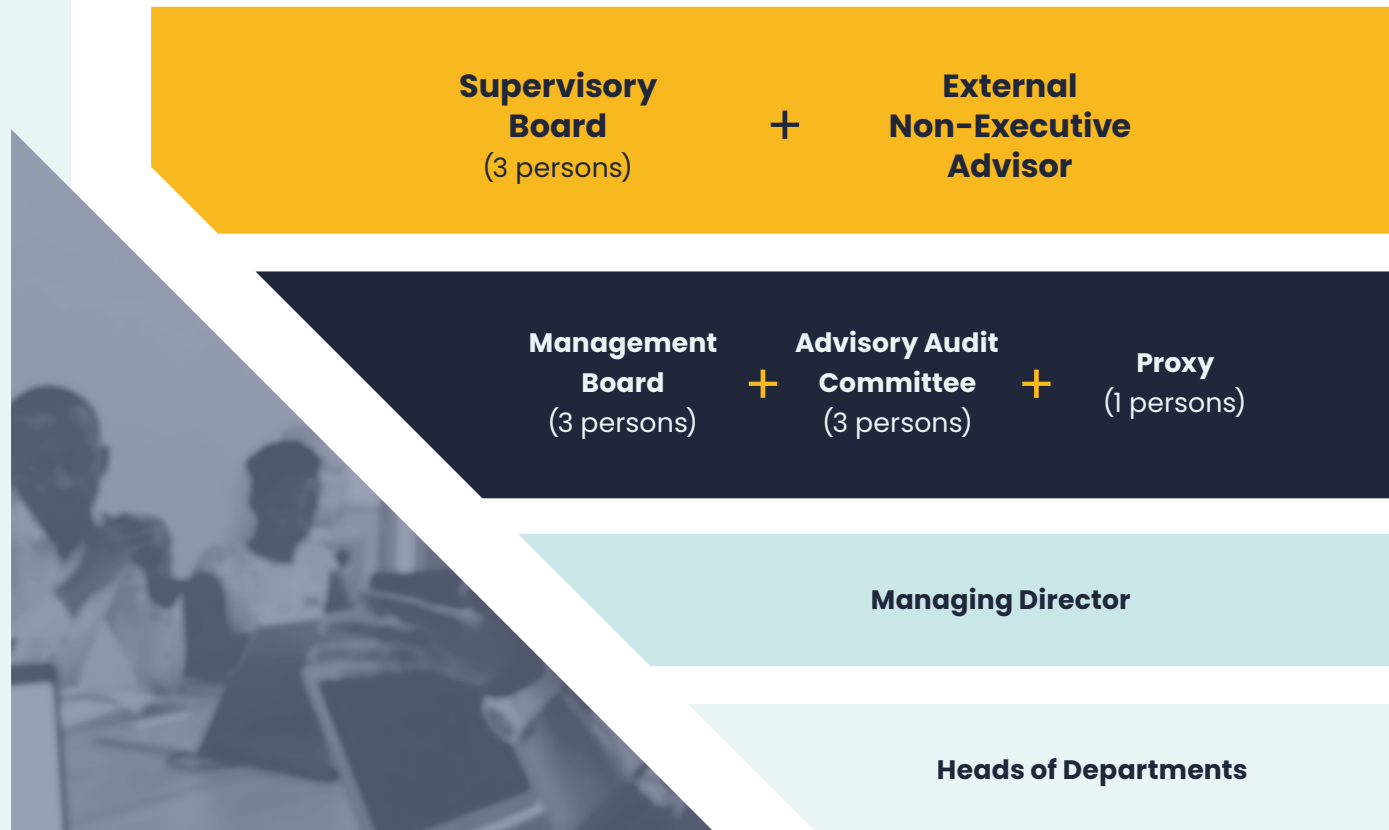 Supervisory
Board
(3 persons)
+
External
Non-Executive
Advisor
Management
Board
(3 persons)
+
Advisory Audit
Committee
(3 persons)
+
Proxy
(1 persons)
Managing Director
Heads of Departments